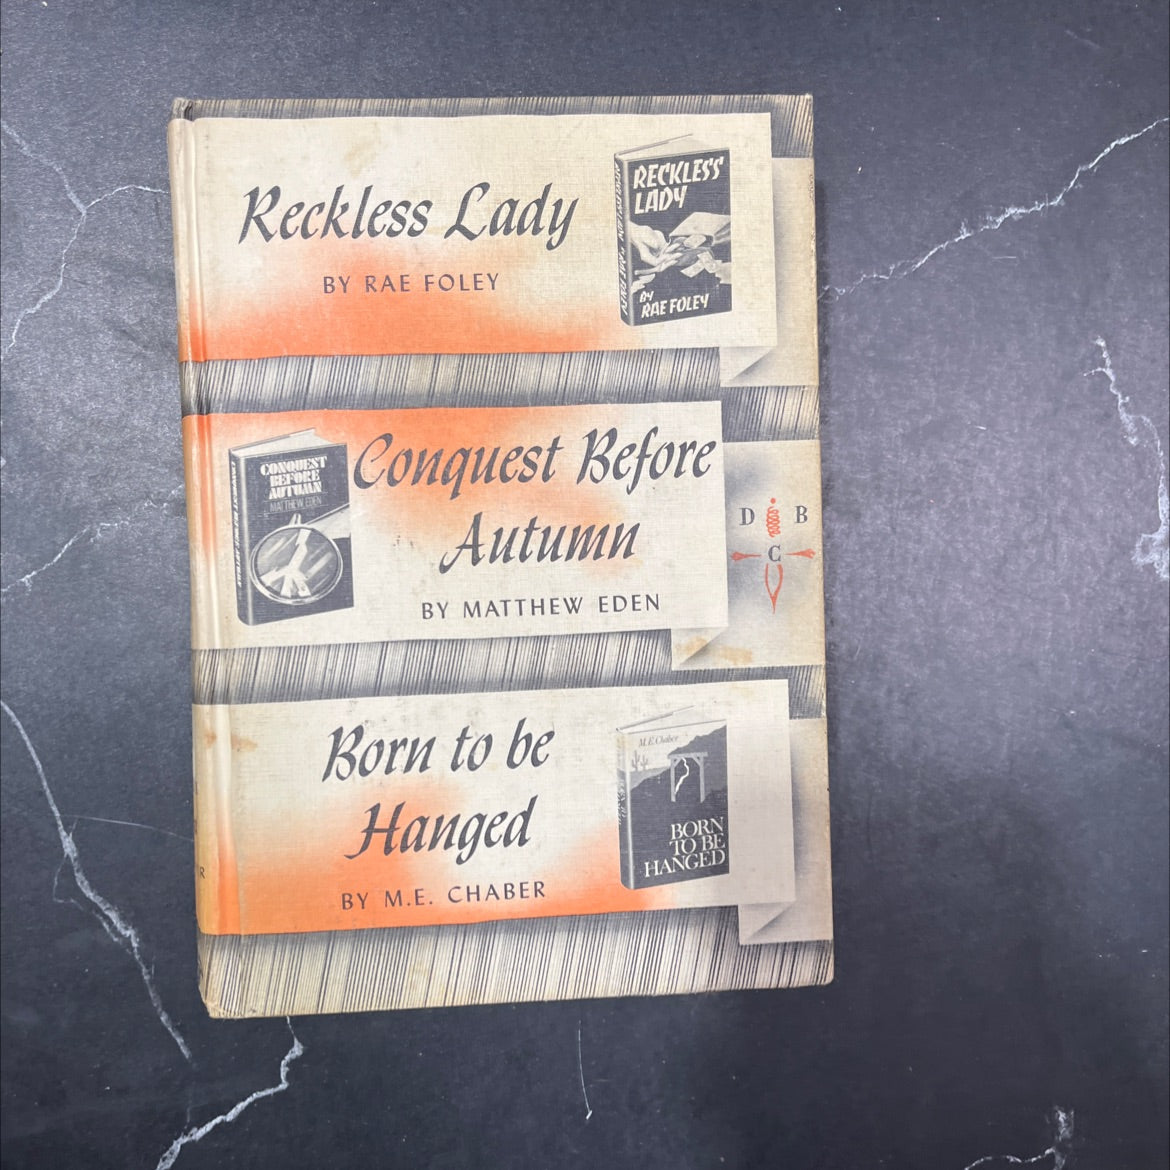 Reckless Lady
BY RAE FOLEY
RECKLESS
LADY
BY
RAE FOLEY
CONQUEST
BEFORE
AUTUMN
MATTHEW EDEN
Conquest Before
Autumn
BY MATTHEW EDEN
D B
C
Born to be
Hanged
BY M.E. CHABER
M.E. Chaber
BORN
TO BE
HANGED
R